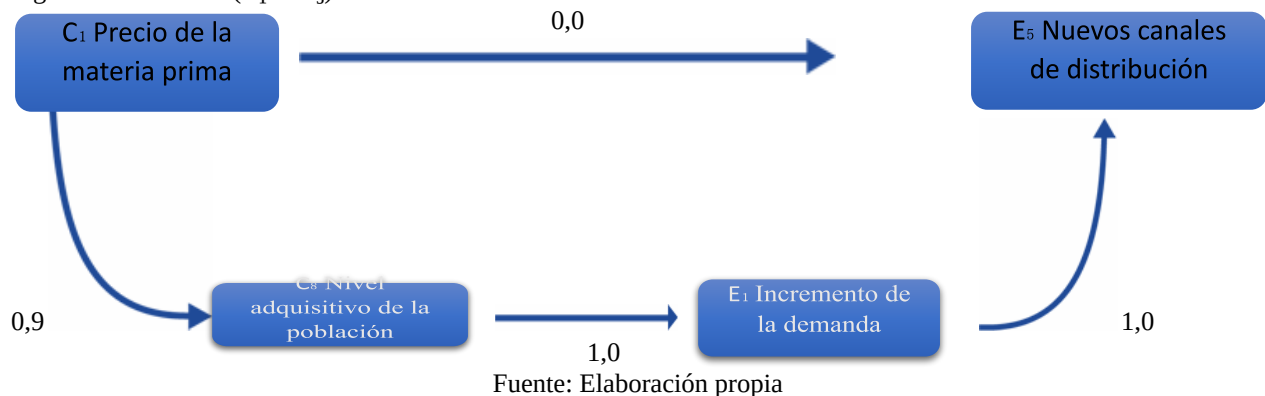 0,0
C₁ Precio de la
materia prima
E₅ Nuevos canales
de distribución
C₈ Nivel
adquisitivo de la
población
E₁ Incremento de
la demanda
0,9
1,0
1,0
Fuente: Elaboración propia